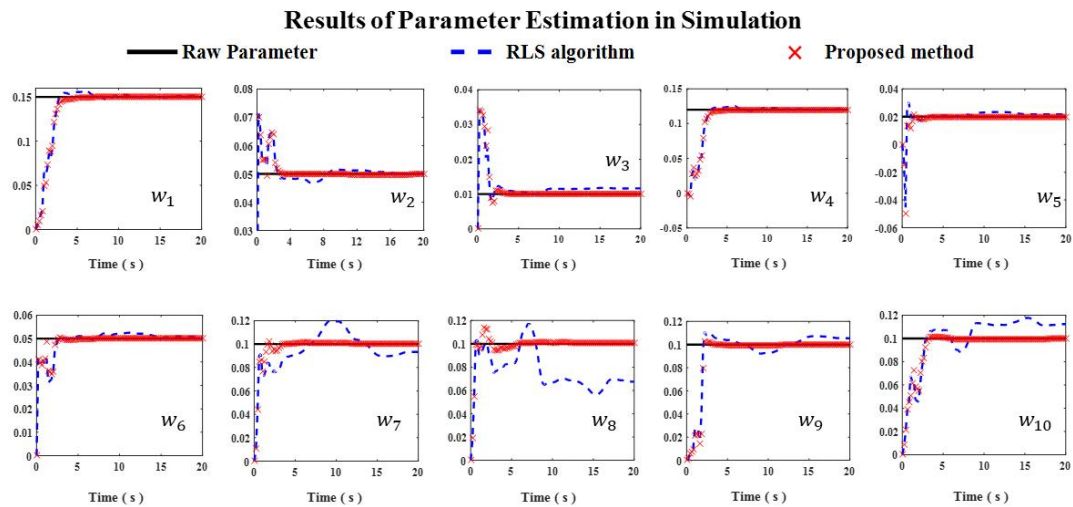 Results of Parameter Estimation in Simulation
Raw Parameter RLS algorithm Proposed method
0.15 0.1 0.05 0 0 5 10 15 20 w1 Time ( s )
0.08 0.07 0.06 0.05 0.04 0.03 0 4 8 12 16 20 w2 Time ( s )
0.04 0.03 0.02 0.01 0 0 5 10 15 20 w3 Time ( s )
0.15 0.12 0.10 0.05 0 -0.05 0 5 10 15 20 w4 Time ( s )
0.05 0.02 0 -0.02 -0.04 -0.06 0 5 10 15 20 w5 Time ( s )
0.06 0.05 0.04 0.03 0.02 0.01 0 0 5 10 15 20 w6 Time ( s )
0.12 0.1 0.08 0.06 0.04 0.02 0 0 5 10 15 20 w7 Time ( s )
0.12 0.1 0.08 0.06 0.04 0.02 0 0 5 10 15 20 w8 Time ( s )
0.12 0.1 0.08 0.06 0.04 0.02 0 0 5 10 15 20 w9 Time ( s )
0.12 0.1 0.08 0.06 0.04 0.02 0 0 5 10 15 20 w10 Time ( s )